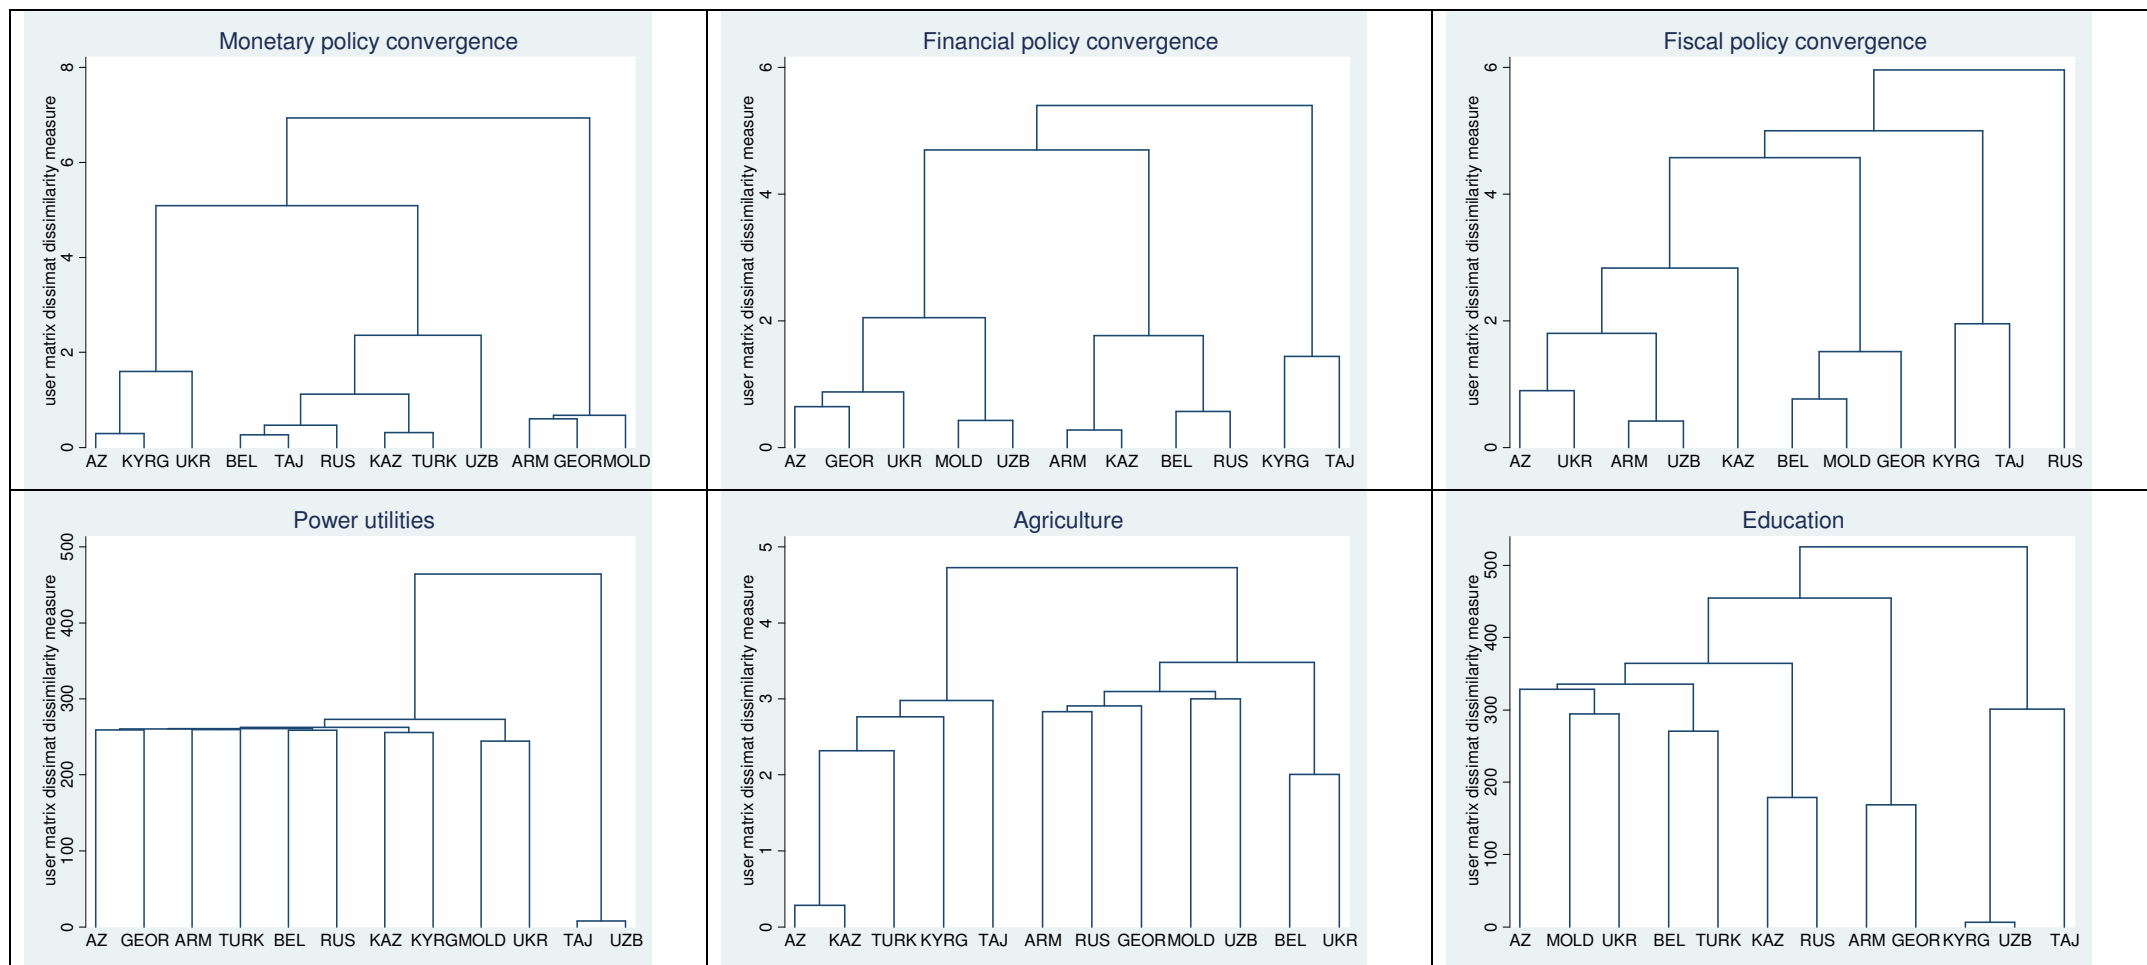 Monetary policy convergence
user matrix dissimat dissimilarity measure
8
6
4
2
0
AZ KYRG UKR BEL TAJ RUS KAZ TURK UZB ARM GEOR MOLD
Financial policy convergence
user matrix dissimat dissimilarity measure
6
4
2
0
AZ GEOR UKR MOLD UZB ARM KAZ BEL RUS KYRG TAJ
Fiscal policy convergence
user matrix dissimat dissimilarity measure
6
4
2
0
AZ UKR ARM UZB KAZ BEL MOLD GEOR KYRG TAJ RUS
Power utilities
user matrix dissimat dissimilarity measure
500
400
300
200
100
0
AZ GEOR ARM TURK BEL RUS KAZ KYRG MOLD UKR TAJ UZB
Agriculture
user matrix dissimat dissimilarity measure
5
4
3
2
1
0
AZ KAZ TURK KYRG TAJ ARM RUS GEOR MOLD UZB BEL UKR
Education
user matrix dissimat dissimilarity measure
500
400
300
200
100
0
AZ MOLD UKR BEL TURK KAZ RUS ARM GEOR KYRG UZB TAJ